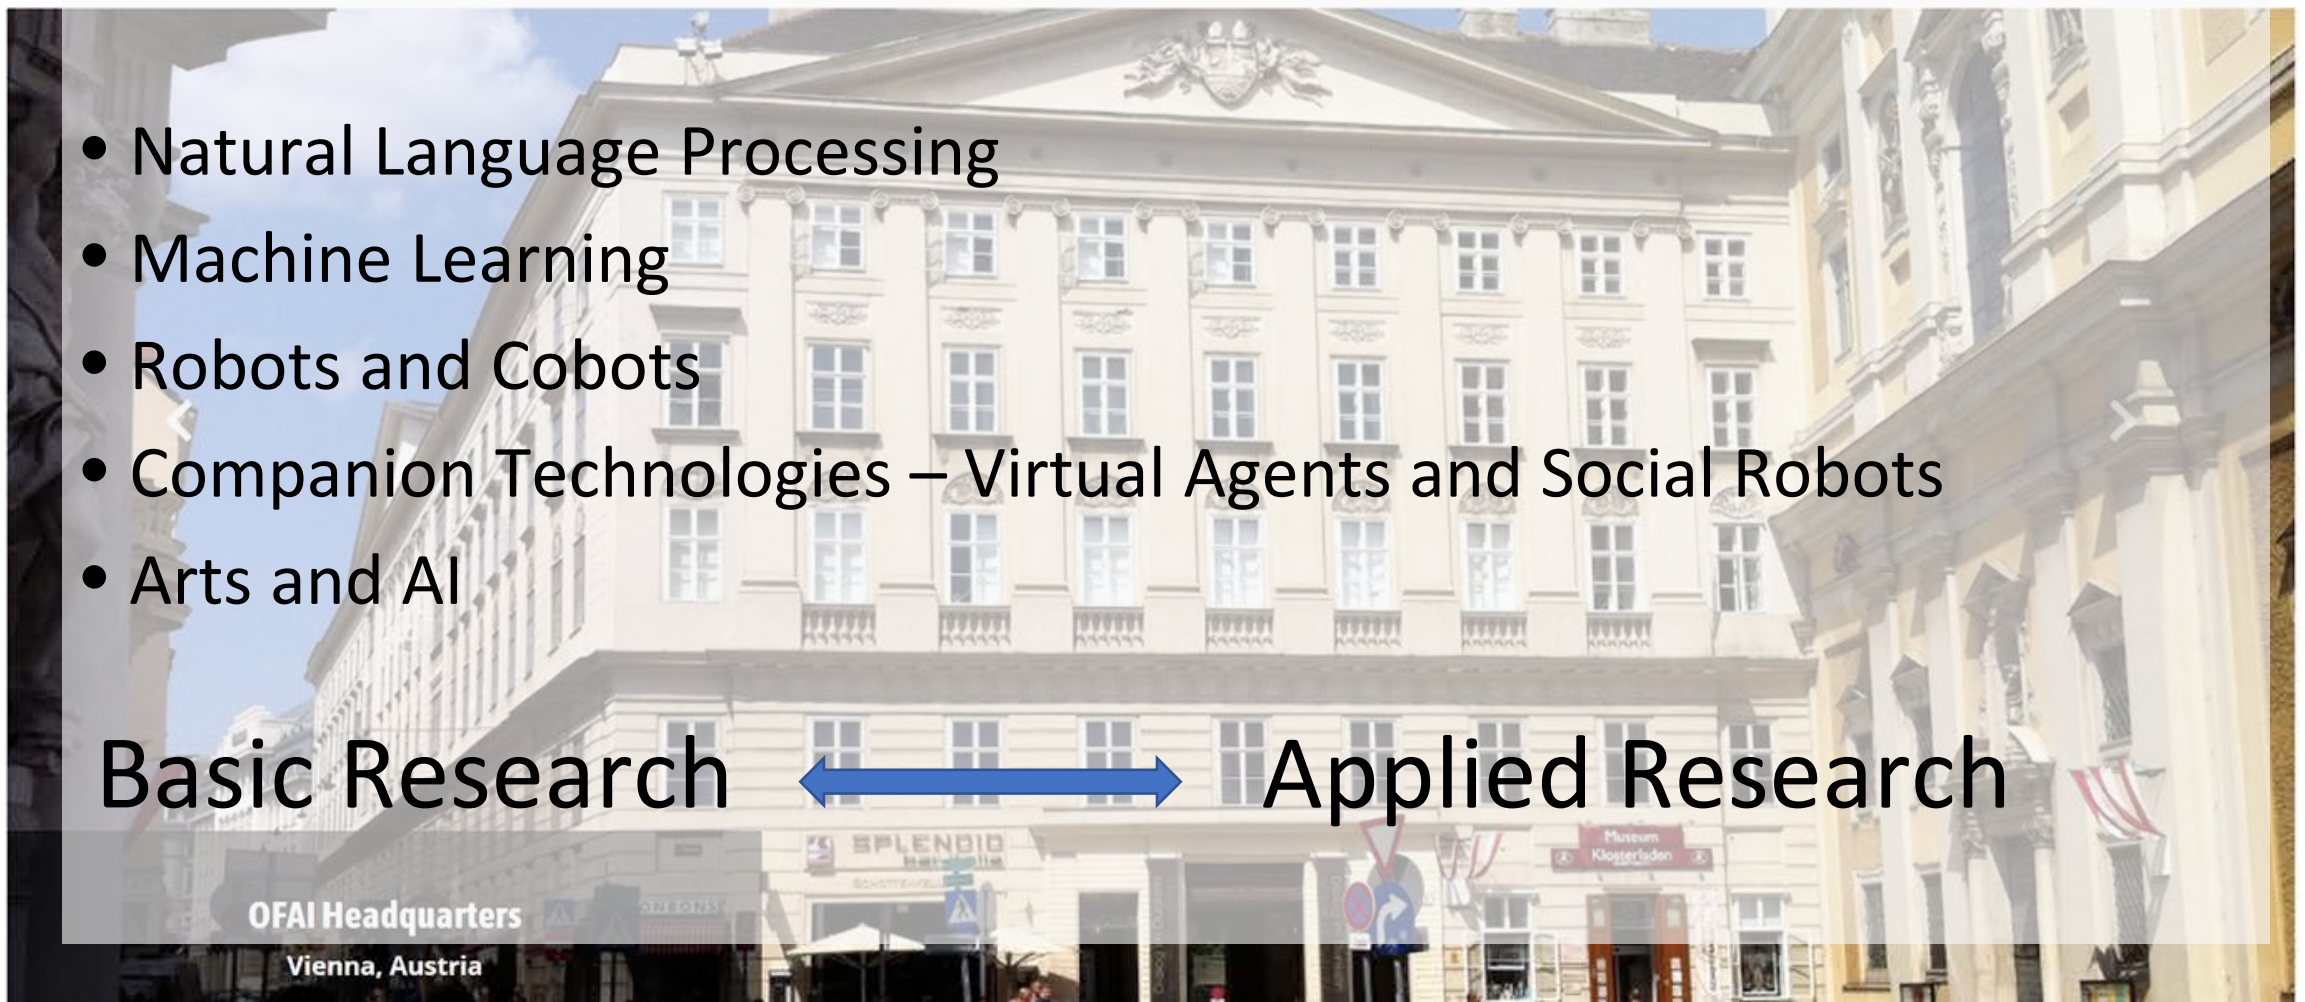 • Natural Language Processing
• Machine Learning
• Robots and Cobots
• Companion Technologies – Virtual Agents and Social Robots
• Arts and AI
Basic Research Applied Research
SPLENDID
Museum
Klosterladen
OFAI Headquarters
Vienna, Austria